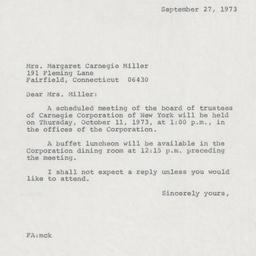 September 27, 1973
Mrs. Margaret Carnegie Miller
191 Fleming Lane
Fairfield, Connecticut 06430
Dear Mrs. Miller:
A scheduled meeting of the board of trustees
of Carnegie Corporation of New York will be held
on Thursday, October 11, 1973, at 1:00 p.m., in
the offices of the Corporation.
A buffet luncheon will be available in the
Corporation dining room at 12:15 p.m. preceding
the meeting.
I shall not expect a reply unless you would
like to attend.
Sincerely yours,
FA:mck